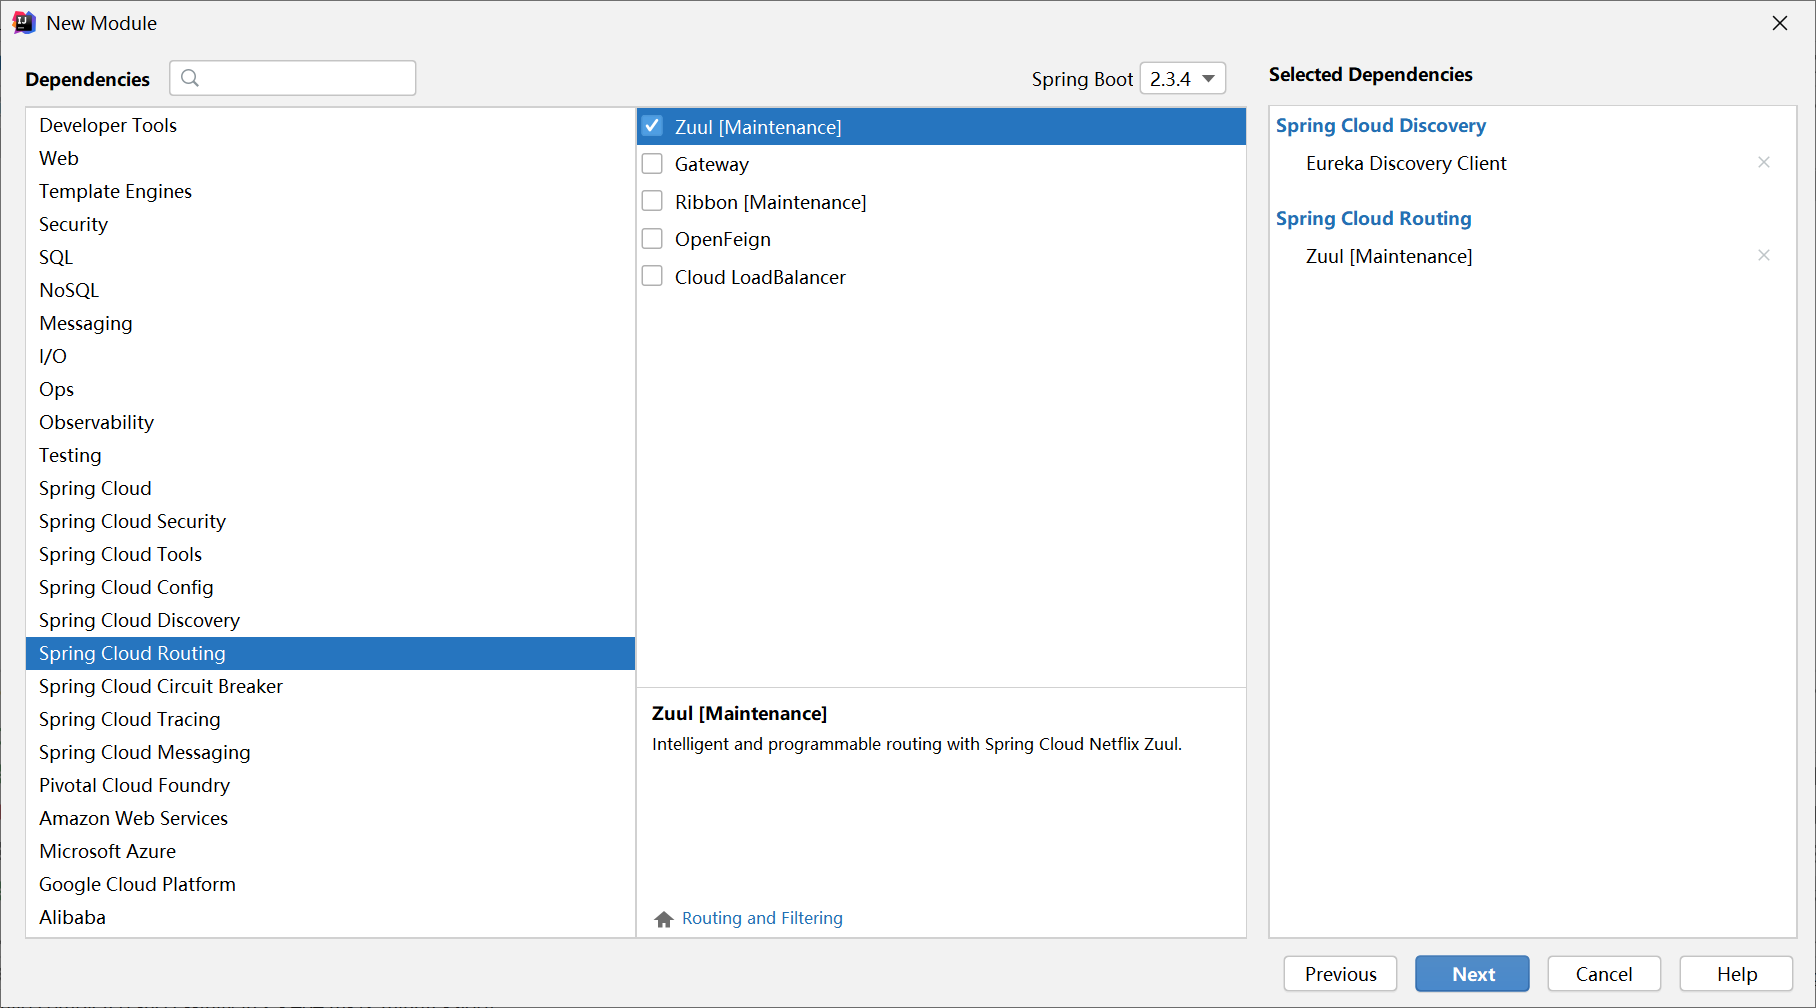 New Module
Dependencies
Spring Boot 2.3.4
Selected Dependencies
Developer Tools
Web
Template Engines
Security
SQL
NoSQL
Messaging
I/O
Ops
Observability
Testing
Spring Cloud
Spring Cloud Security
Spring Cloud Tools
Spring Cloud Config
Spring Cloud Discovery
Spring Cloud Routing
Spring Cloud Circuit Breaker
Spring Cloud Tracing
Spring Cloud Messaging
Pivotal Cloud Foundry
Amazon Web Services
Microsoft Azure
Google Cloud Platform
Alibaba
Zuul [Maintenance]
Gateway
Ribbon [Maintenance]
OpenFeign
Cloud LoadBalancer
Zuul [Maintenance]
Intelligent and programmable routing with Spring Cloud Netflix Zuul.
Routing and Filtering
Spring Cloud Discovery
Eureka Discovery Client
Spring Cloud Routing
Zuul [Maintenance]
Previous
Next
Cancel
Help